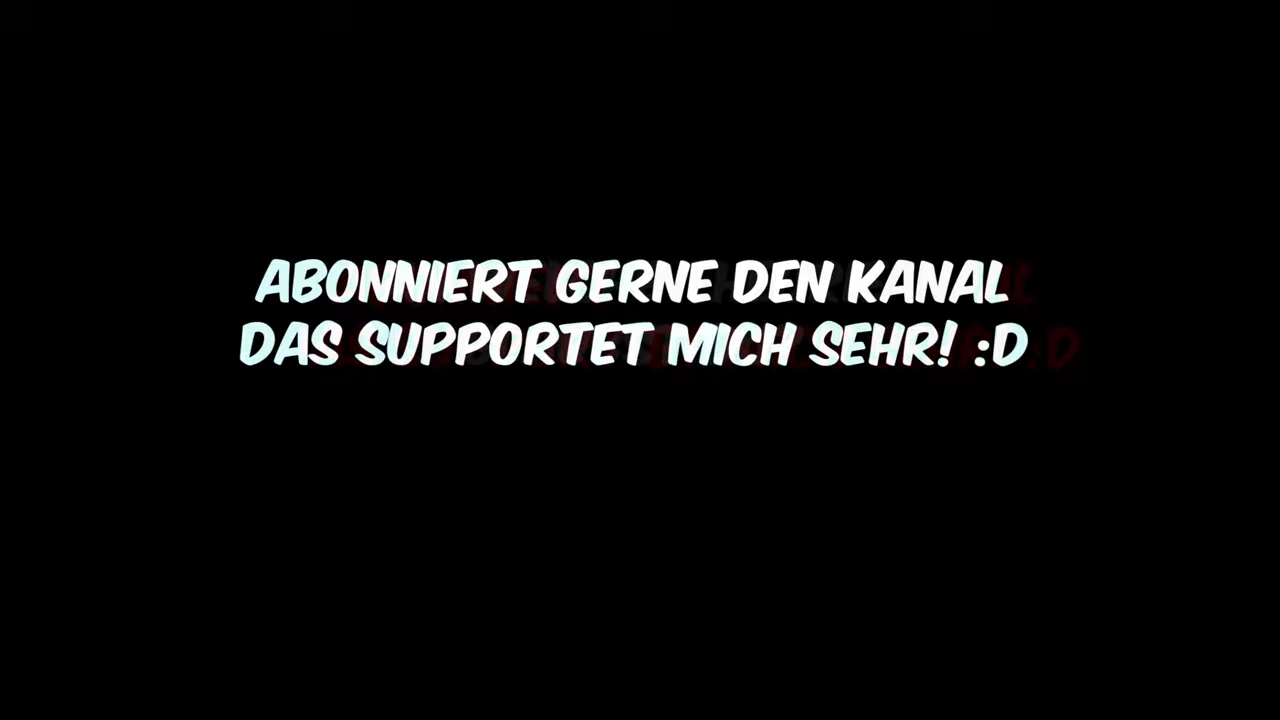 ABONNIERT GERNE DEN KANAL
DAS SUPPORTET MICH SEHR! :D